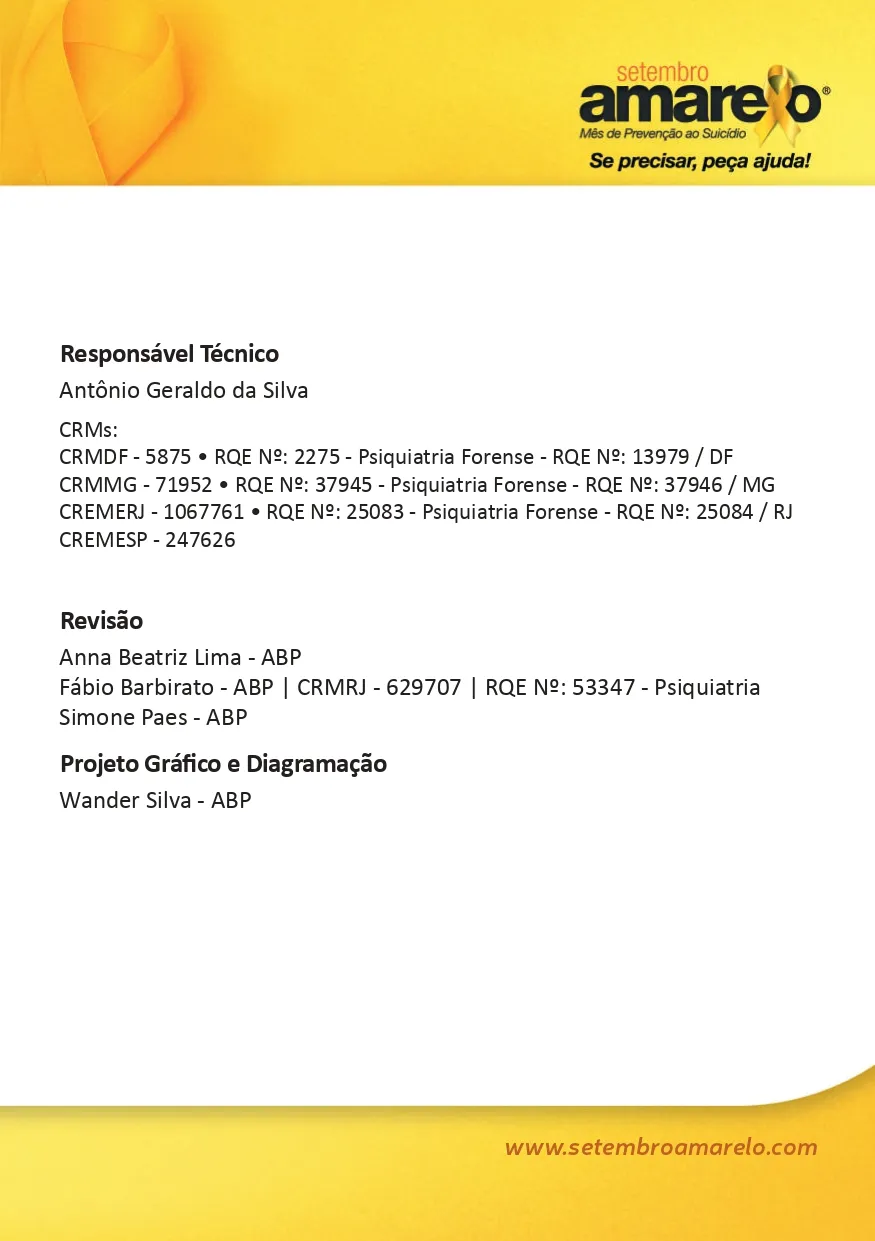 setembro
amarelo®
Mês de Prevenção ao Suicídio
Se precisar, peça ajuda!
Responsável Técnico
Antônio Geraldo da Silva
CRMs:
CRMDF - 5875 • RQE Nº: 2275 - Psiquiatria Forense - RQE Nº: 13979 / DF
CRMMG - 71952 • RQE Nº: 37945 - Psiquiatria Forense - RQE Nº: 37946 / MG
CREMERJ - 1067761 • RQE Nº: 25083 - Psiquiatria Forense - RQE Nº: 25084 / RJ
CREMESP - 247626
Revisão
Anna Beatriz Lima - ABP
Fábio Barbirato - ABP | CRMRJ - 629707 | RQE Nº: 53347 - Psiquiatria
Simone Paes - ABP
Projeto Gráfico e Diagramação
Wander Silva - ABP
www.setembroamarelo.com